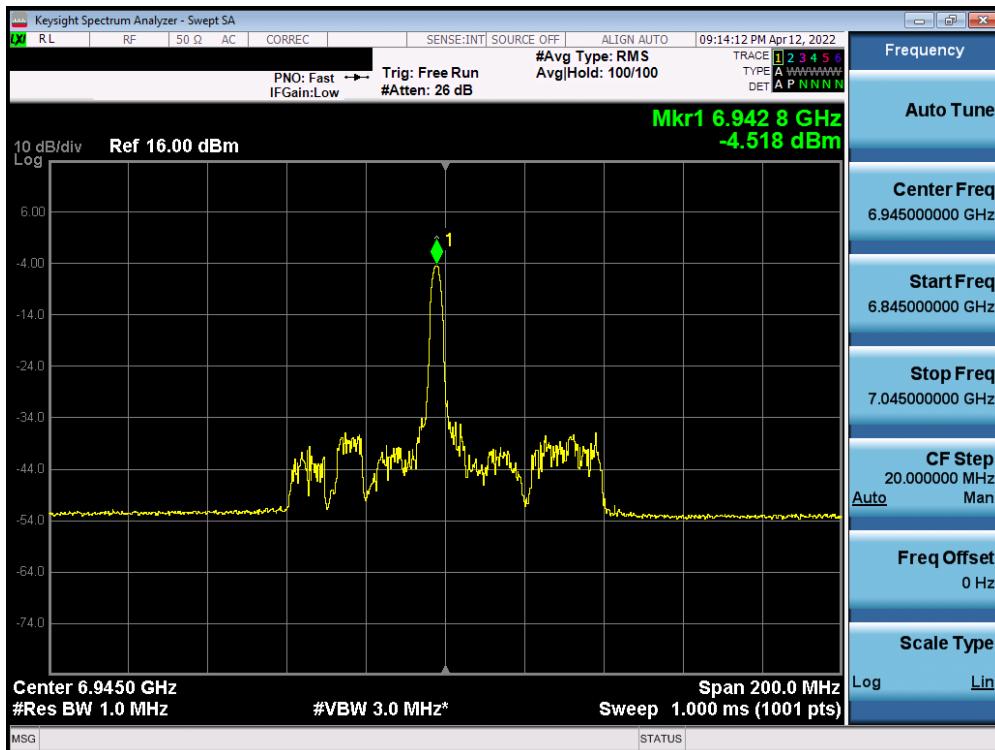 Keysight Spectrum Analyzer - Swept SA
LXI RL RF 50 Ω AC CORREC SENSE:INT SOURCE OFF ALIGN AUTO 09:14:12 PM Apr 12, 2022
PNO: Fast Trig: Free Run #Avg Type: RMS TRACE 1 2 3 4 5 6
IFGain:Low #Atten: 26 dB Avg|Hold: 100/100 TYPE A WWWWW
DET A P N N N N
Mkr1 6.942 8 GHz
-4.518 dBm
10 dB/div Ref 16.00 dBm
Log
1
6.00
-4.00
-14.0
-24.0
-34.0
-44.0
-54.0
-64.0
-74.0
Center 6.9450 GHz Span 200.0 MHz
#Res BW 1.0 MHz #VBW 3.0 MHz* Sweep 1.000 ms (1001 pts)
MSG STATUS
Frequency
Auto Tune
Center Freq
6.945000000 GHz
Start Freq
6.845000000 GHz
Stop Freq
7.045000000 GHz
CF Step
20.000000 MHz
Auto Man
Freq Offset
0 Hz
Scale Type
Log Lin